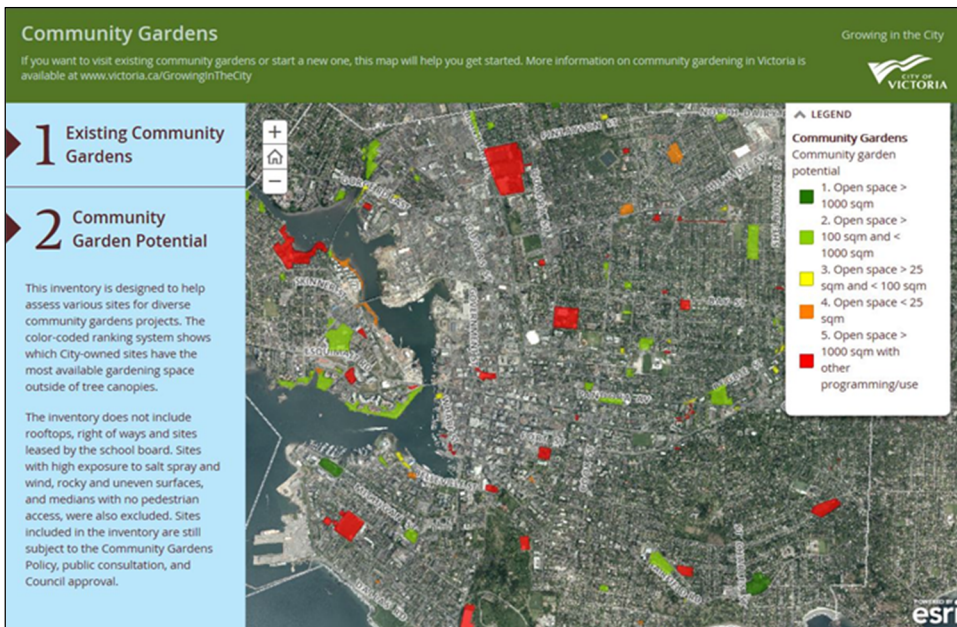 Community Gardens
Growing in the City
If you want to visit existing community gardens or start a new one, this map will help you get started. More information on community gardening in Victoria is
available at www.victoria.ca/GrowingInTheCity
CITY OF
VICTORIA
1 Existing Community
Gardens
2 Community
Garden Potential
This inventory is designed to help
assess various sites for diverse
community gardens projects. The
color-coded ranking system shows
which City-owned sites have the
most available gardening space
outside of tree canopies.
The inventory does not include
rooftops, right of ways and sites
leased by the school board. Sites
with high exposure to salt spray and
wind, rocky and uneven surfaces,
and medians with no pedestrian
access, were also excluded. Sites
included in the inventory are still
subject to the Community Gardens
Policy, public consultation, and
Council approval.
+
−
FINLAYSON ST
GORGE RD EAST
LEGEND
Community Gardens
Community garden
potential
1. Open space >
1000 sqm
2. Open space >
100 sqm and <
1000 sqm
3. Open space > 25
sqm and < 100 sqm
4. Open space < 25
sqm
5. Open space >
1000 sqm with
other
programming/use
POWERED BY
esri